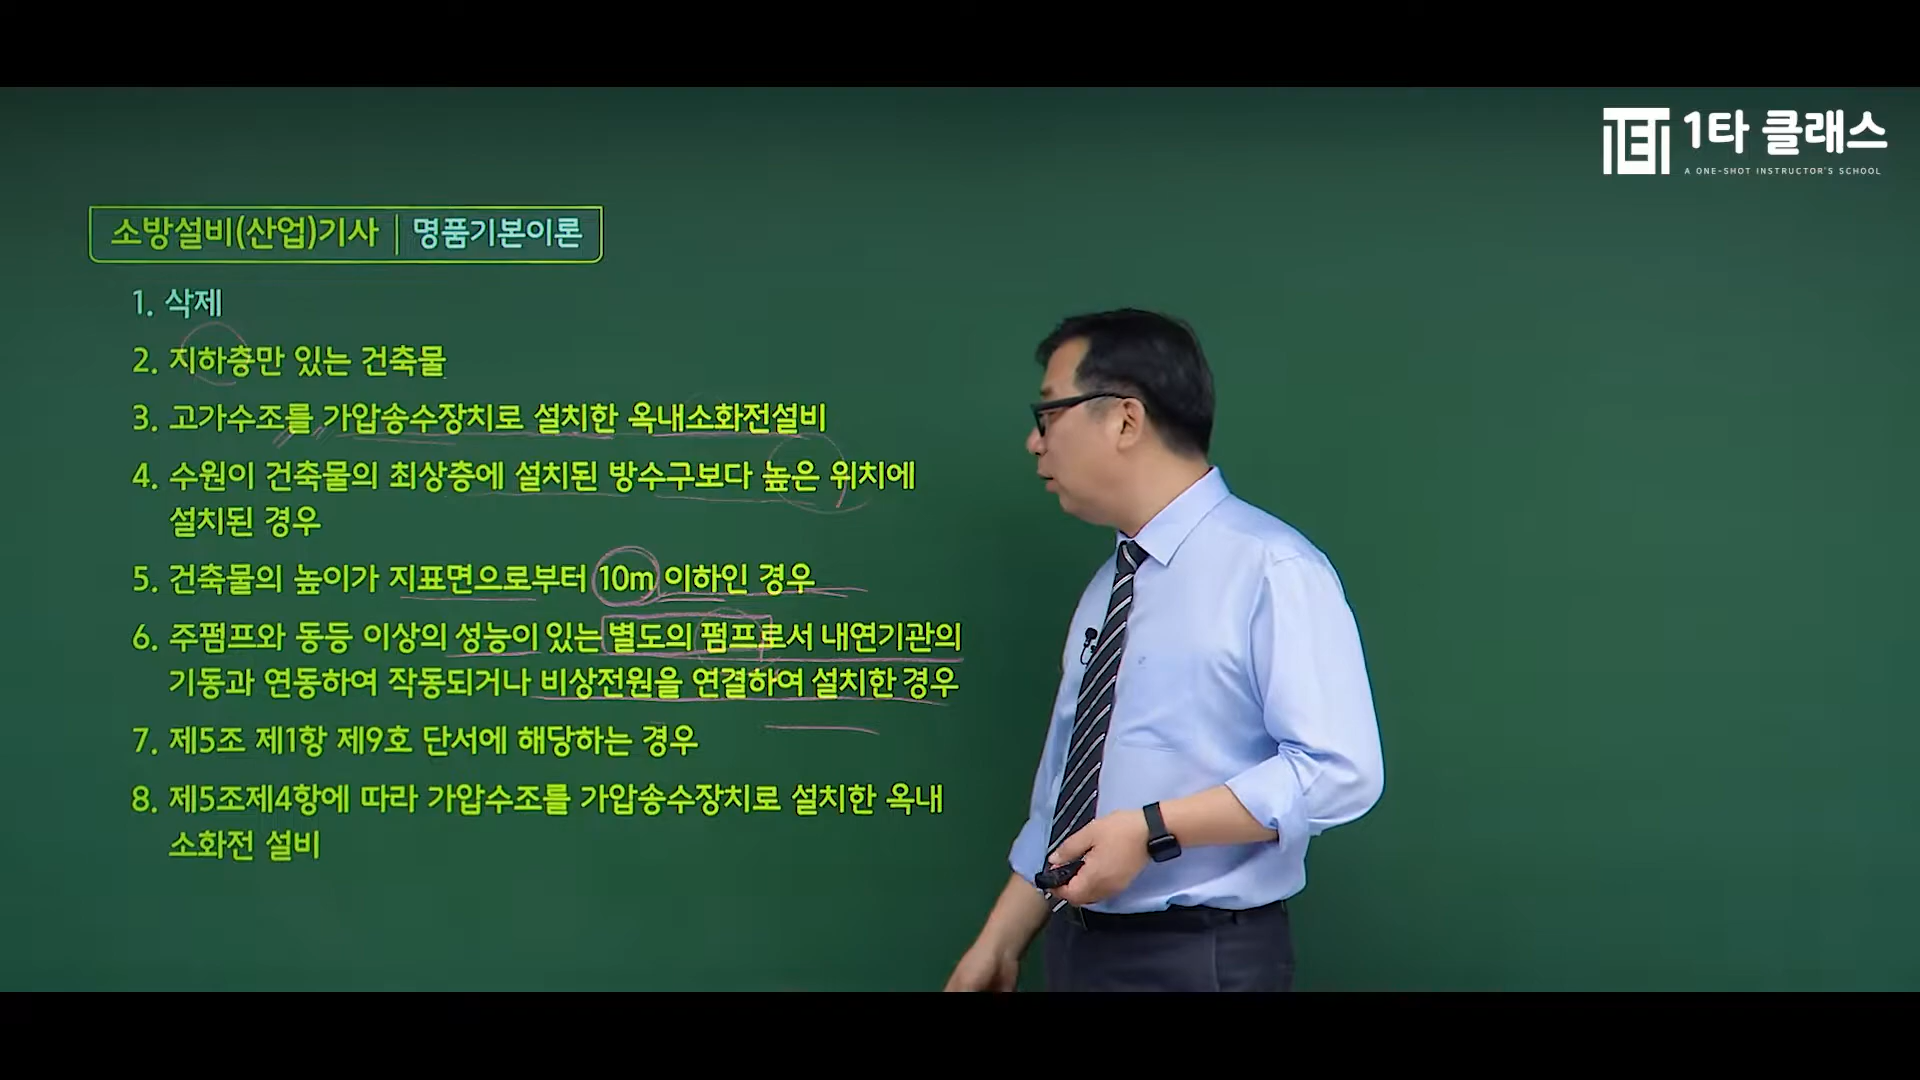 1타 클래스
A ONE-SHOT INSTRUCTOR'S SCHOOL
소방설비(산업)기사 | 명품기본이론
1. 삭제
2. 지하층만 있는 건축물
3. 고가수조를 가압송수장치로 설치한 옥내소화전설비
4. 수원이 건축물의 최상층에 설치된 방수구보다 높은 위치에
설치된 경우
5. 건축물의 높이가 지표면으로부터 10m 이하인 경우
6. 주펌프와 동등 이상의 성능이 있는 별도의 펌프로서 내연기관의
기동과 연동하여 작동되거나 비상전원을 연결하여 설치한 경우
7. 제5조 제1항 제9호 단서에 해당하는 경우
8. 제5조제4항에 따라 가압수조를 가압송수장치로 설치한 옥내
소화전 설비